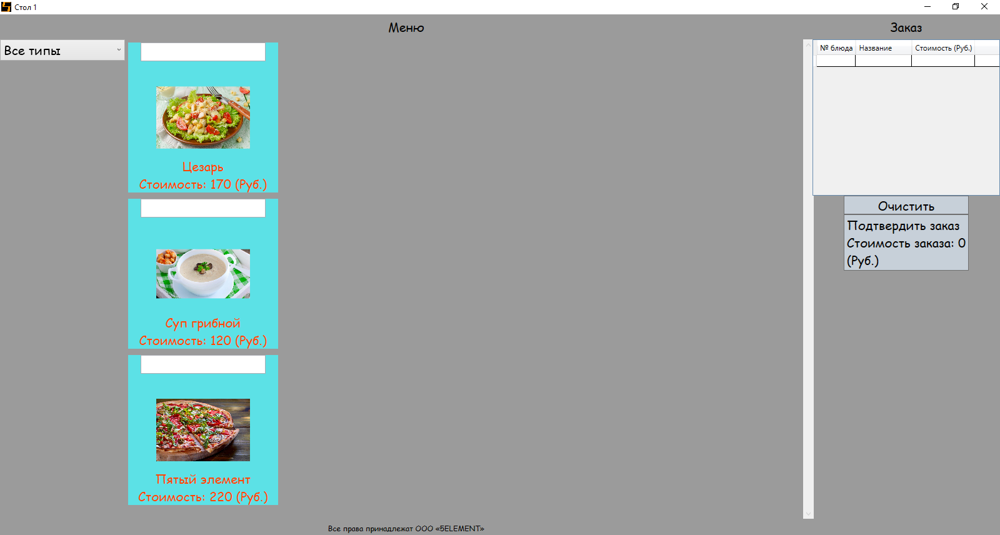 Стол 1
Меню
Заказ
Все типы
№ блюда Название Стоимость (Руб.)
Цезарь
Стоимость: 170 (Руб.)
Суп грибной
Стоимость: 120 (Руб.)
Пятый элемент
Стоимость: 220 (Руб.)
Очистить
Подтвердить заказ
Стоимость заказа: 0
(Руб.)
Все права принадлежат ООО «5ELEMENT»